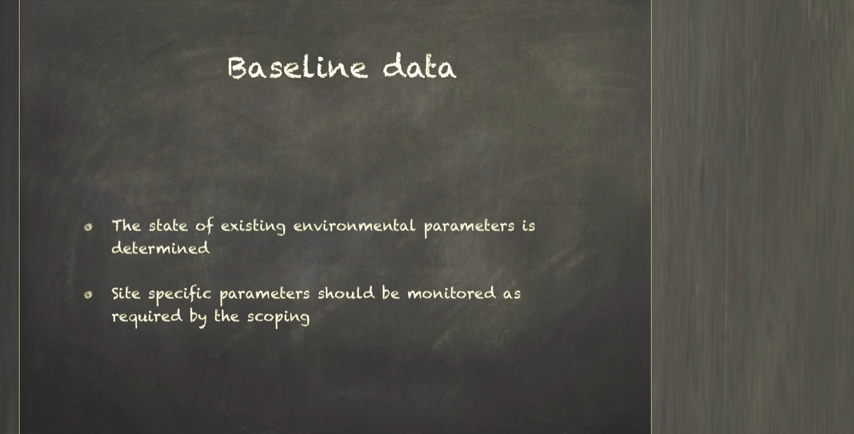 Baseline data
The state of existing environmental parameters is
determined
Site specific parameters should be monitored as
required by the scoping